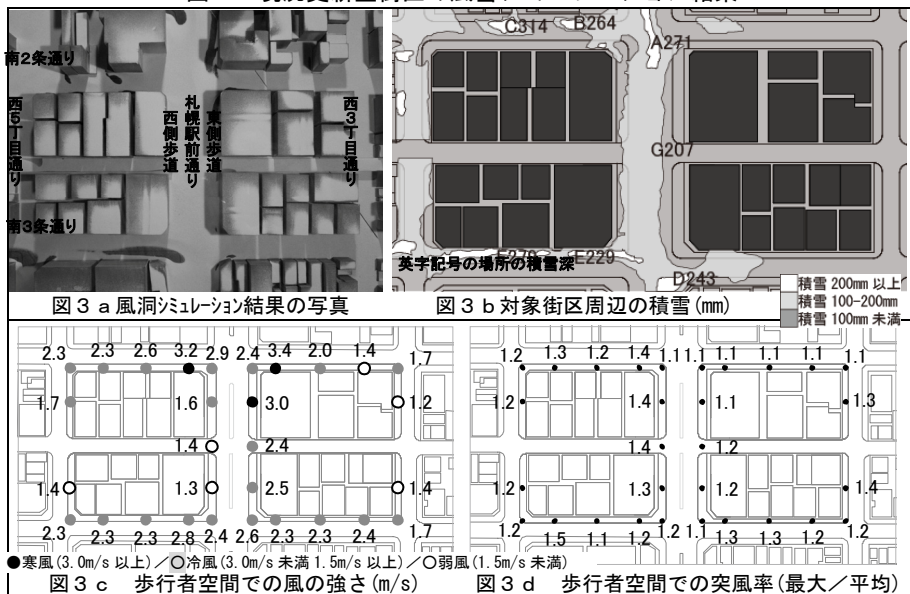 南2条通り
西5丁目通り
西側歩道
札幌駅前通り
東側歩道
西3丁目通り
南3条通り
図3a風洞シミュレーション結果の写真
C314
B264
A271
G207
E229
D243
英字記号の場所の積雪深
図3b対象街区周辺の積雪(mm)
積雪 200mm 以上
積雪 100-200mm
積雪 100mm 未満
2.3 2.3 2.6 3.2 2.9 2.4 3.4 2.0 1.4 1.7
1.7 1.6 3.0 1.2
1.4 2.4
1.4 1.3 2.5 1.4
2.3 2.3 2.3 2.8 2.4 2.6 2.3 2.3 2.4 1.7
●寒風(3.0m/s 以上)/○冷風(3.0m/s 未満 1.5m/s 以上)/○弱風(1.5m/s 未満)
図3c 歩行者空間での風の強さ(m/s)
1.2 1.3 1.2 1.4 1.1 1.1 1.1 1.1 1.1 1.1
1.2 1.4 1.1 1.3
1.4 1.2
1.2 1.3 1.2 1.4
1.2 1.5 1.1 1.2 1.2 1.1 1.3 1.3 1.2 1.2
図3d 歩行者空間での突風率(最大/平均)